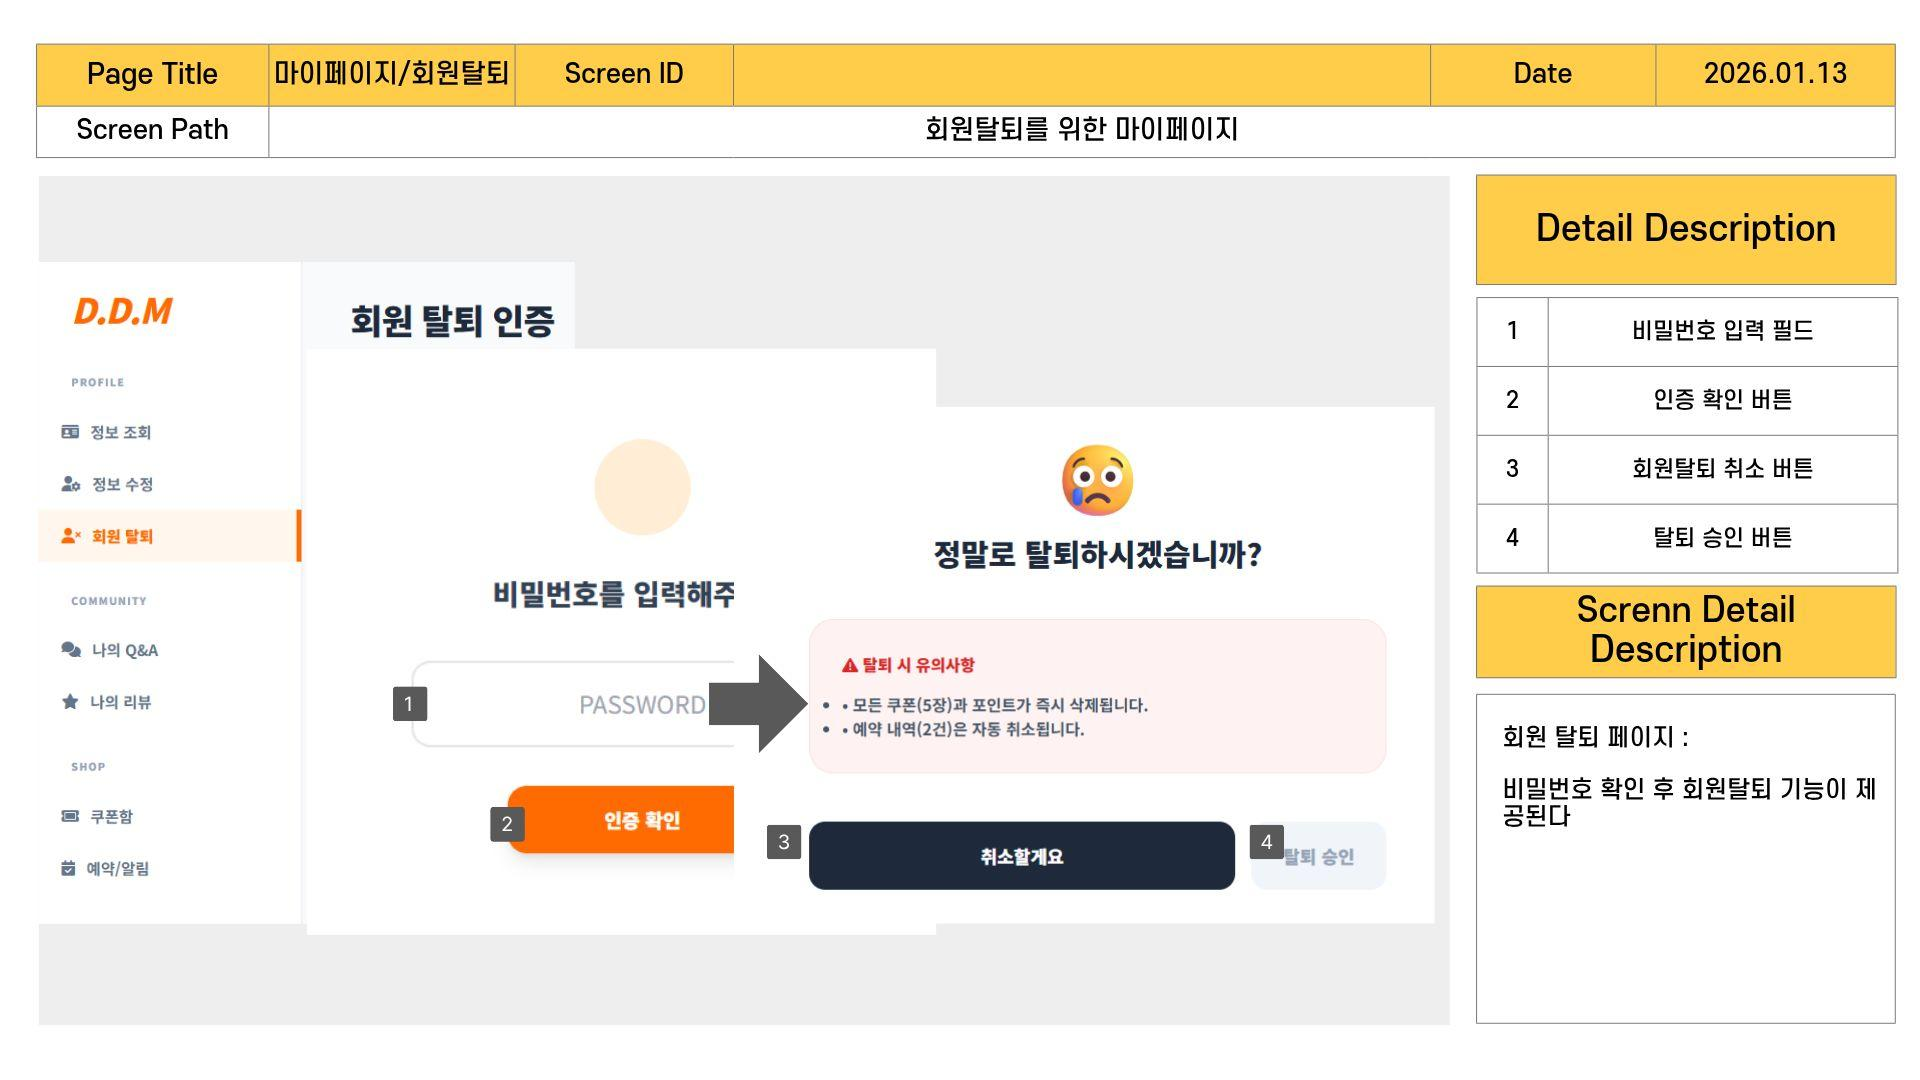 Page Title
마이페이지/회원탈퇴
Screen ID
Date
2026.01.13
Screen Path
회원탈퇴를 위한 마이페이지
D.D.M
PROFILE
정보 조회
정보 수정
회원 탈퇴
COMMUNITY
나의 Q&A
나의 리뷰
SHOP
쿠폰함
예약/알림
회원 탈퇴 인증
비밀번호를 입력해주
1
PASSWORD
2
인증 확인
정말로 탈퇴하시겠습니까?
탈퇴 시 유의사항
• • 모든 쿠폰(5장)과 포인트가 즉시 삭제됩니다.
• • 예약 내역(2건)은 자동 취소됩니다.
3
취소할게요
4
탈퇴 승인
Detail Description
1 비밀번호 입력 필드
2 인증 확인 버튼
3 회원탈퇴 취소 버튼
4 탈퇴 승인 버튼
Screnn Detail
Description
회원 탈퇴 페이지 :
비밀번호 확인 후 회원탈퇴 기능이 제
공된다